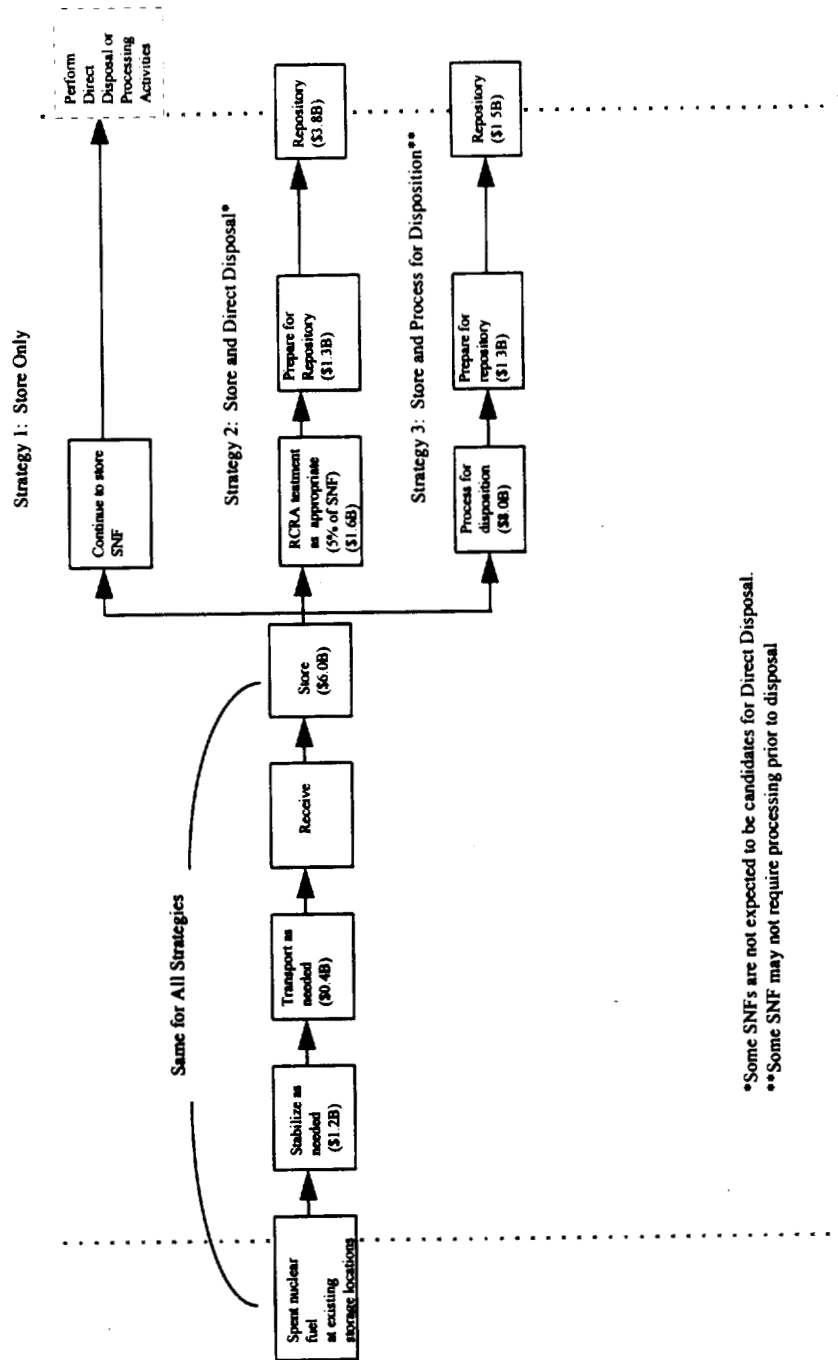 Same for All Strategies
Spent nuclear
fuel
at existing
storage locations
Stabilize as
needed
($1.2B)
Transport as
needed
($0.4B)
Receive
Store
($6.0B)
Strategy 1: Store Only
Continue to store
SNF
Perform
Direct
Disposal or
Processing
Activities
Strategy 2: Store and Direct Disposal*
RCRA teatment
as appropriate
(5% of SNF)
($1.6B)
Prepare for
Repository
($1.3B)
Repository
($3.8B)
Strategy 3: Store and Process for Disposition**
Process for
disposition
($8.0B)
Prepare for
repository
($1.3B)
Repository
($1 5B)
*Some SNFs are not expected to be candidates for Direct Disposal.
**Some SNF may not require processing prior to disposal